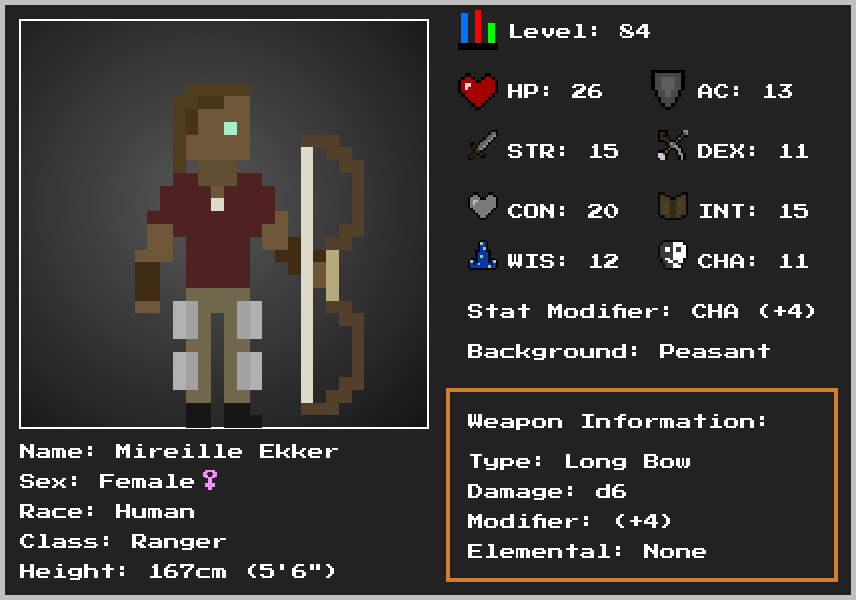 Level: 84
HP: 26 AC: 13
STR: 15 DEX: 11
CON: 20 INT: 15
WIS: 12 CHA: 11
Stat Modifier: CHA (+4)
Background: Peasant
Weapon Information:
Type: Long Bow
Damage: d6
Modifier: (+4)
Elemental: None
Name: Mireille Ekker
Sex: Female♀
Race: Human
Class: Ranger
Height: 167cm (5'6")